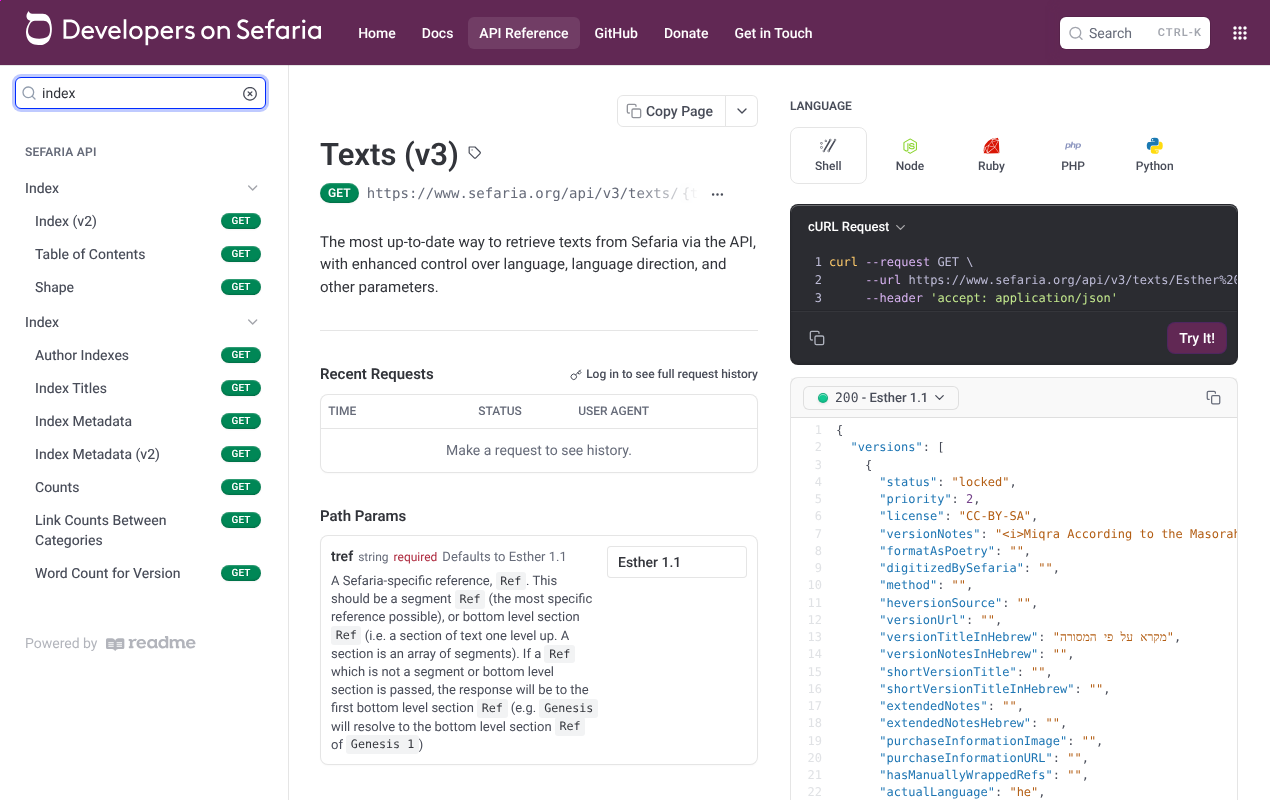 Developers on Sefaria
Home
Docs
API Reference
GitHub
Donate
Get in Touch
Search
CTRL-K
index
SEFARIA API
Index
Index (v2) GET
Table of Contents GET
Shape GET
Index
Author Indexes GET
Index Titles GET
Index Metadata GET
Index Metadata (v2) GET
Counts GET
Link Counts Between GET
Categories
Word Count for Version GET
Powered by readme
Copy Page
Texts (v3)
GET https://www.sefaria.org/api/v3/texts/ ...
The most up-to-date way to retrieve texts from Sefaria via the API,
with enhanced control over language, language direction, and
other parameters.
Recent Requests
Log in to see full request history
TIME STATUS USER AGENT
Make a request to see history.
Path Params
tref string required Defaults to Esther 1.1
Esther 1.1
A Sefaria-specific reference, Ref. This
should be a segment Ref (the most specific
reference possible), or bottom level section
Ref (i.e. a section of text one level up. A
section is an array of segments). If a Ref
which is not a segment or bottom level
section is passed, the response will be to the
first bottom level section Ref (e.g. Genesis
will resolve to the bottom level section Ref
of Genesis 1)
LANGUAGE
Shell
Node
Ruby
php
PHP
Python
cURL Request
1 curl --request GET \
2 --url https://www.sefaria.org/api/v3/texts/Esther%20
3 --header 'accept: application/json'
Try It!
200 - Esther 1.1
1 {
2 "versions": [
3 {
4 "status": "locked",
5 "priority": 2,
6 "license": "CC-BY-SA",
7 "versionNotes": "<i>Miqra According to the Masorah
8 "formatAsPoetry": "",
9 "digitizedBySefaria": "",
10 "method": "",
11 "heversionSource": "",
12 "versionUrl": "",
13 "versionTitleInHebrew": "מקרא על פי המסורה",
14 "versionNotesInHebrew": "",
15 "shortVersionTitle": "",
16 "shortVersionTitleInHebrew": "",
17 "extendedNotes": "",
18 "extendedNotesHebrew": "",
19 "purchaseInformationImage": "",
20 "purchaseInformationURL": "",
21 "hasManuallyWrappedRefs": "",
22 "actualLanguage": "he",